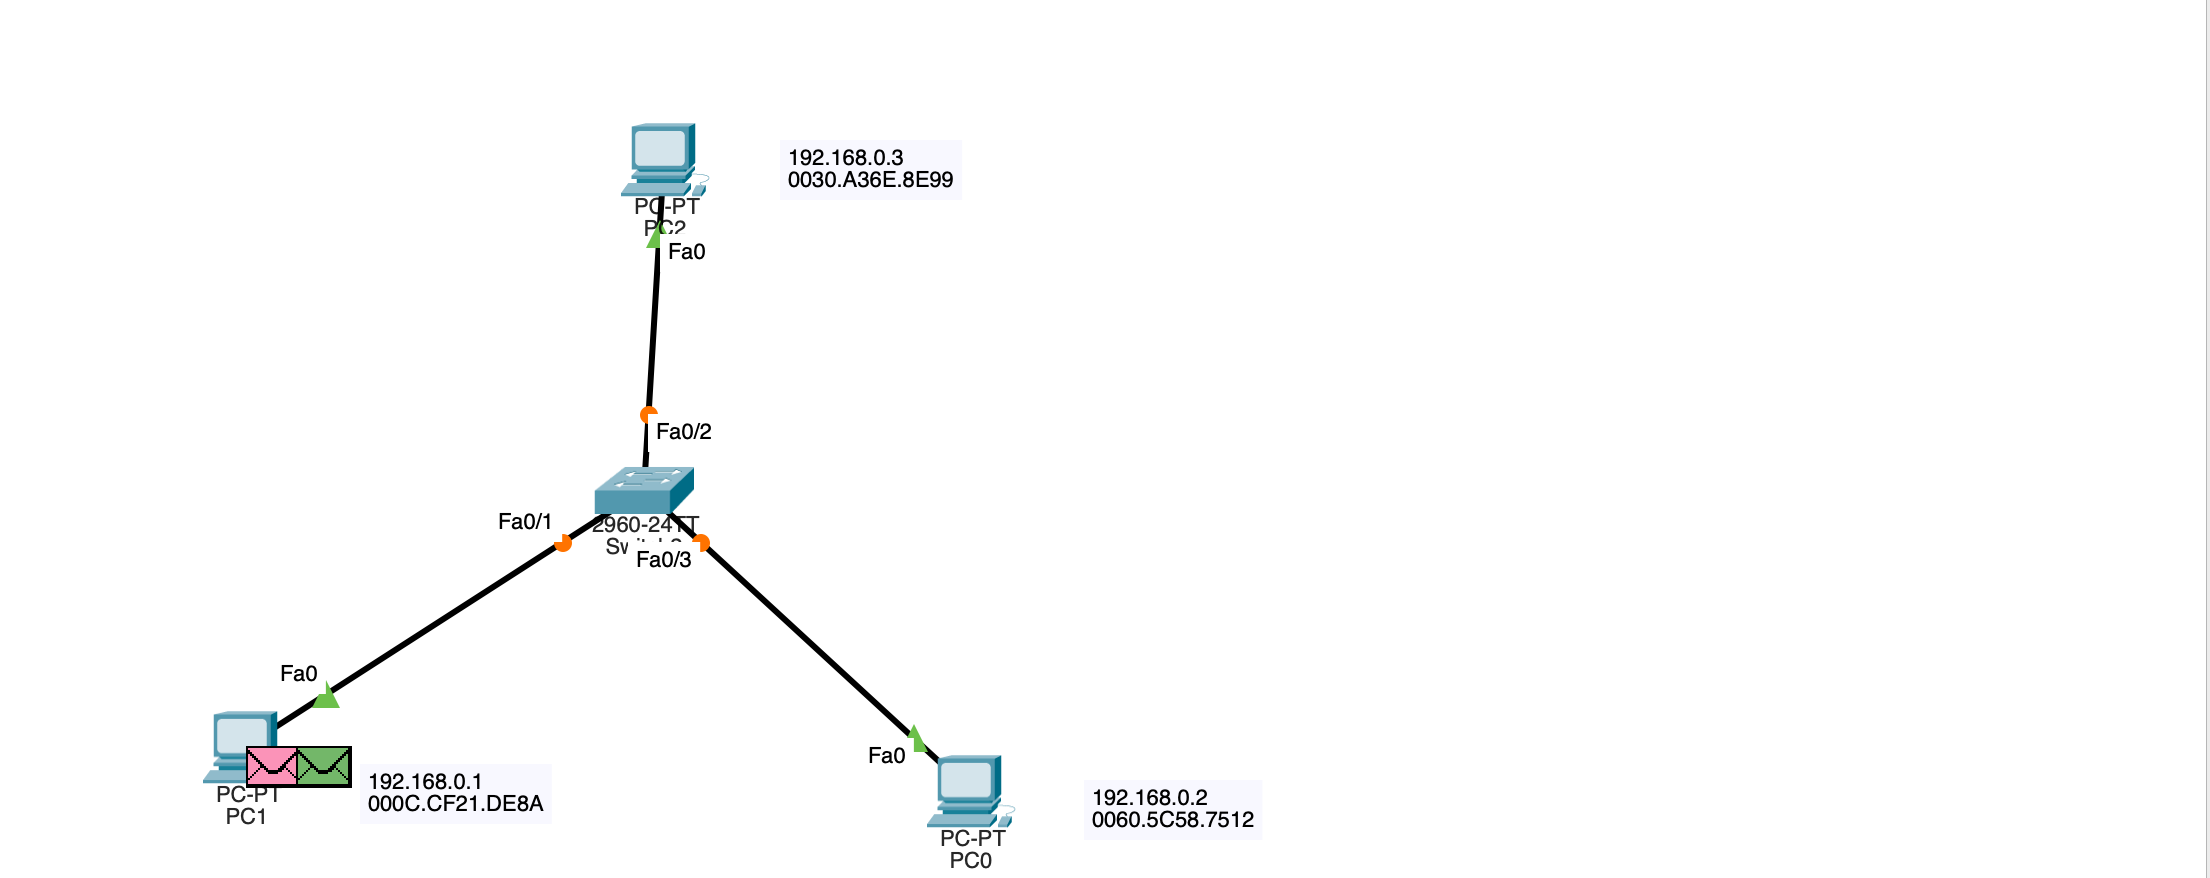 192.168.0.3
0030.A36E.8E99
PC-PT
PC2
Fa0
Fa0/2
Fa0/1
2960-24TT
Fa0/3
Fa0
PC-PT
PC1
192.168.0.1
000C.CF21.DE8A
Fa0
PC-PT
PC0
192.168.0.2
0060.5C58.7512